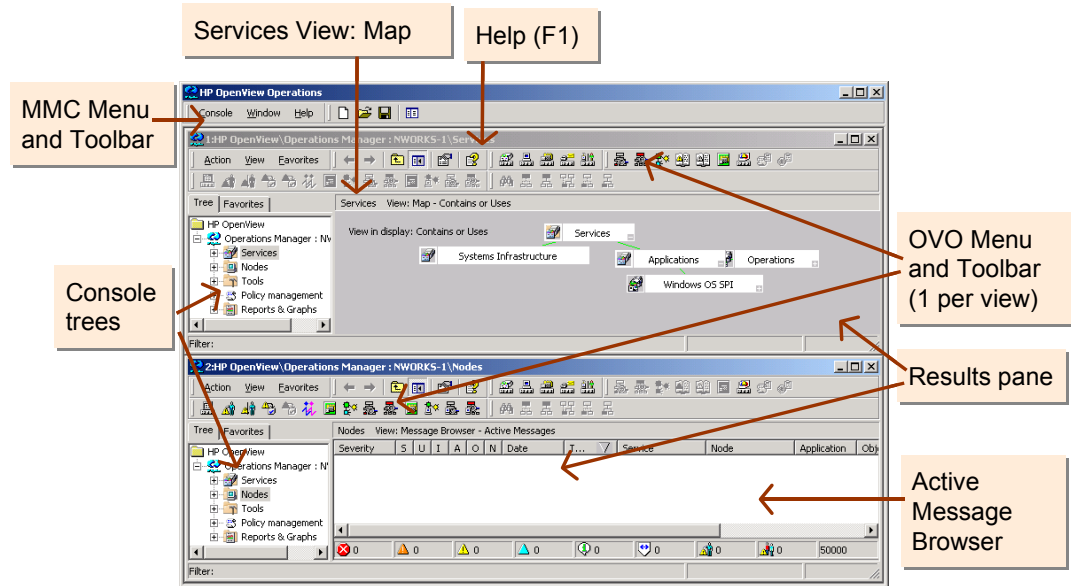 Services View: Map
Help (F1)
MMC Menu
and Toolbar
Console
trees
OVO Menu
and Toolbar
(1 per view)
Results pane
Active
Message
Browser
HP OpenView Operations
Console Window Help
1:HP OpenView\Operations Manager : NWORKS-1\Services
Action View Favorites
Tree Favorites
Services View: Map - Contains or Uses
HP OpenView
Operations Manager : NW
Services
Nodes
Tools
Policy management
Reports & Graphs
View in display: Contains or Uses
Services
Systems Infrastructure
Applications
Operations
Windows OS SPI
Filter:
2:HP OpenView\Operations Manager : NWORKS-1\Nodes
Action View Favorites
Tree Favorites
Nodes View: Message Browser - Active Messages
HP OpenView
Operations Manager : N
Services
Nodes
Tools
Policy management
Reports & Graphs
Severity S U I A O N Date T... Service Node Application Obj
0 0 0 0 0 0 0 0 50000
Filter: